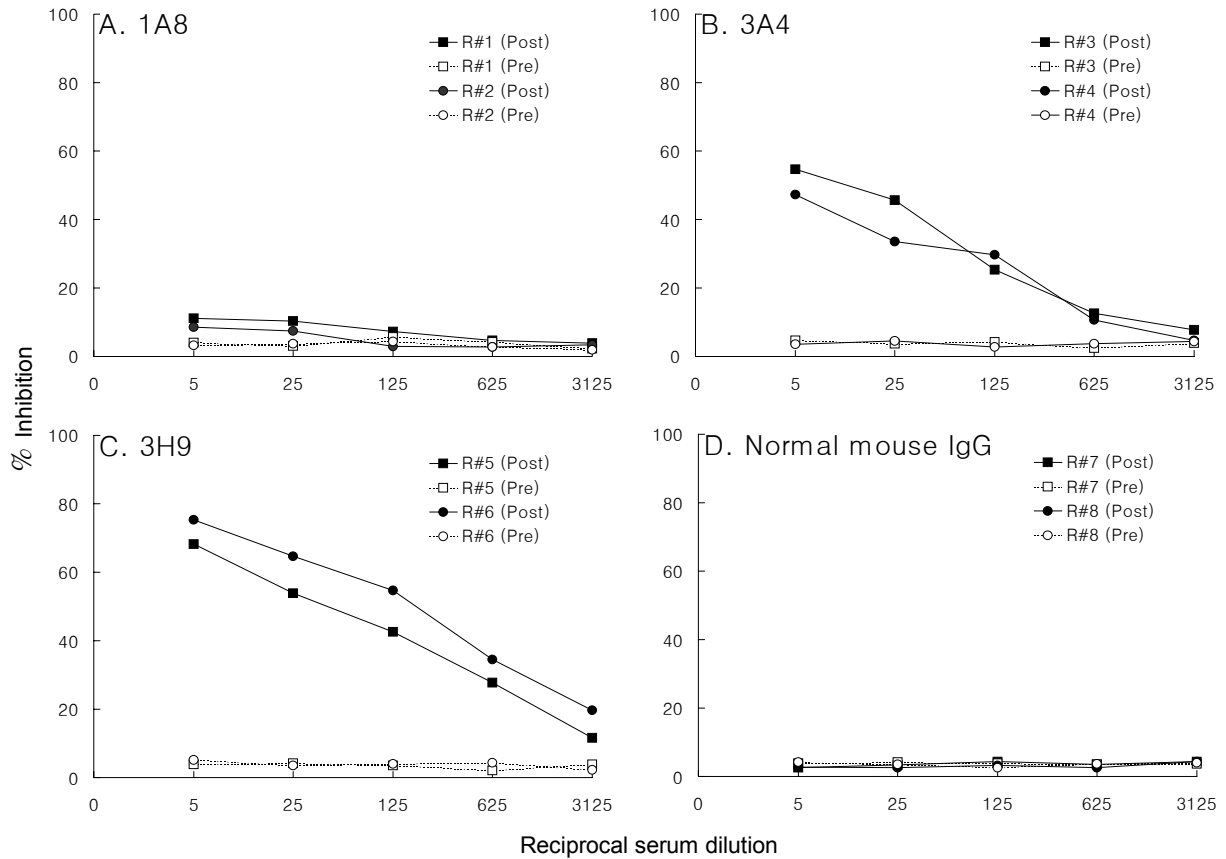 A. 1A8
R#1 (Post)
R#1 (Pre)
R#2 (Post)
R#2 (Pre)
100
80
60
40
20
0
0 5 25 125 625 3125
B. 3A4
R#3 (Post)
R#3 (Pre)
R#4 (Post)
R#4 (Pre)
100
80
60
40
20
0
0 5 25 125 625 3125
C. 3H9
R#5 (Post)
R#5 (Pre)
R#6 (Post)
R#6 (Pre)
100
80
60
40
20
0
0 5 25 125 625 3125
D. Normal mouse IgG
R#7 (Post)
R#7 (Pre)
R#8 (Post)
R#8 (Pre)
100
80
60
40
20
0
0 5 25 125 625 3125
% Inhibition
Reciprocal serum dilution